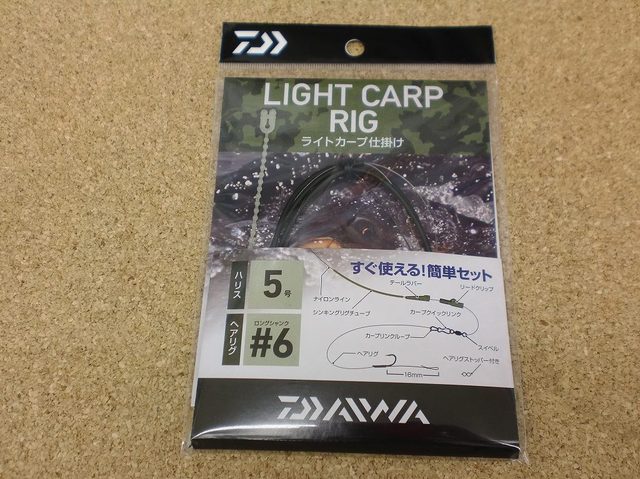 LIGHT CARP
RIG
ライトカープ仕掛け
すぐ使える!簡単セット
ハリス
5号
ヘアリグ
ロングシャンク
#6
テールラバー
リードクリップ
ナイロンライン
シンキングリグチューブ
カープクイックリンク
カープリンクループ
スイベル
ヘアリグ
ヘアリグストッパー付き
16mm
DAIWA